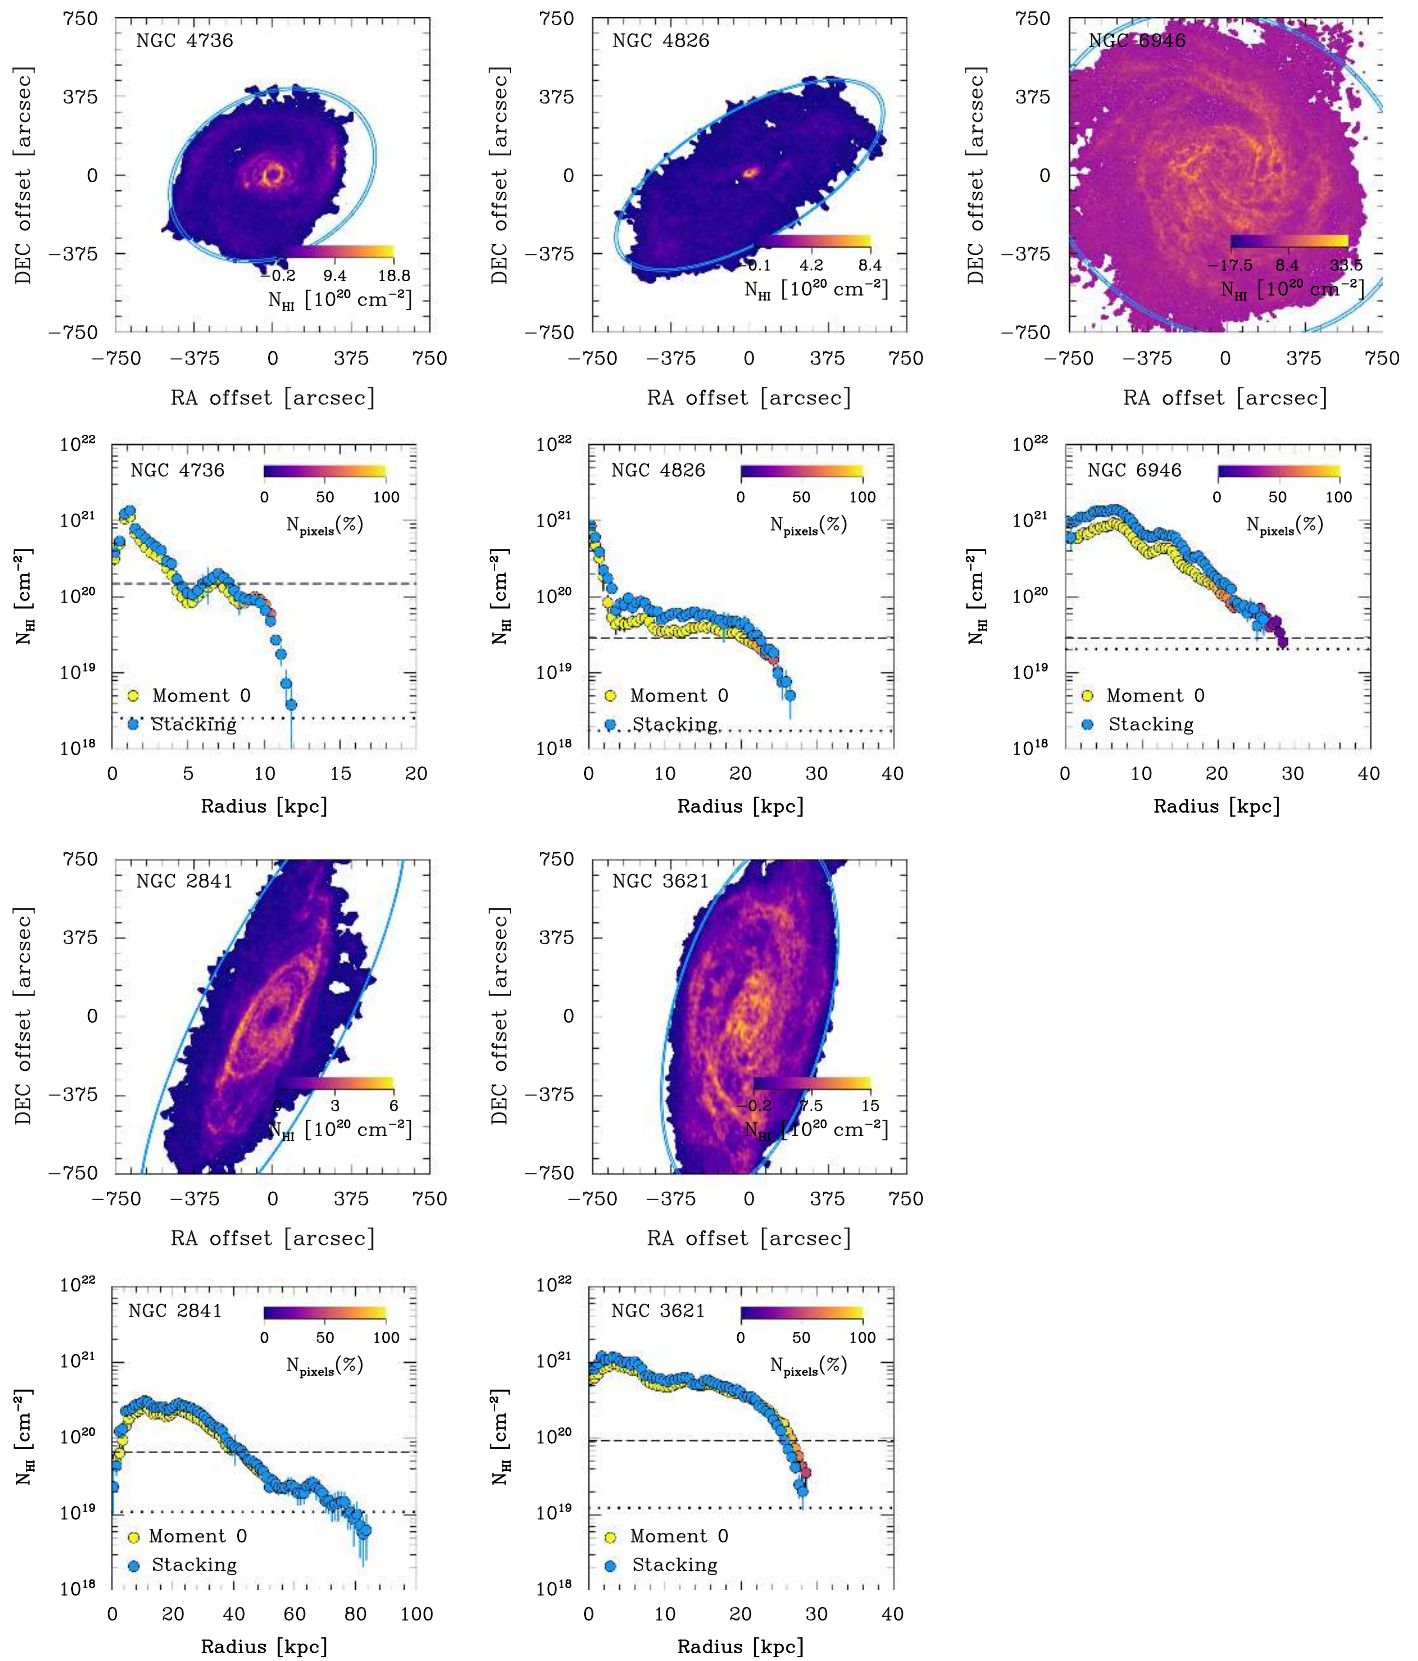 NGC 4736
750
375
0
−375
−750
DEC offset [arcsec]
−0.2 9.4 18.8
N_HI [10^20 cm^−2]
−750 −375 0 375 750
RA offset [arcsec]
NGC 4826
750
375
0
−375
−750
DEC offset [arcsec]
−0.1 4.2 8.4
N_HI [10^20 cm^−2]
−750 −375 0 375 750
RA offset [arcsec]
NGC 6946
750
375
0
−375
−750
DEC offset [arcsec]
−17.5 8.4 33.5
N_HI [10^20 cm^−2]
−750 −375 0 375 750
RA offset [arcsec]
NGC 4736
10^22
10^21
10^20
10^19
10^18
N_HI [cm^−2]
0 50 100
N_pixels(%)
Moment 0
Stacking
0 5 10 15 20
Radius [kpc]
NGC 4826
10^22
10^21
10^20
10^19
10^18
N_HI [cm^−2]
0 50 100
N_pixels(%)
Moment 0
Stacking
0 10 20 30 40
Radius [kpc]
NGC 6946
10^22
10^21
10^20
10^19
10^18
N_HI [cm^−2]
0 50 100
N_pixels(%)
Moment 0
Stacking
0 10 20 30 40
Radius [kpc]
NGC 2841
750
375
0
−375
−750
DEC offset [arcsec]
0 3 6
N_HI [10^20 cm^−2]
−750 −375 0 375 750
RA offset [arcsec]
NGC 3621
750
375
0
−375
−750
DEC offset [arcsec]
−0.2 7.5 15
N_HI [10^20 cm^−2]
−750 −375 0 375 750
RA offset [arcsec]
NGC 2841
10^22
10^21
10^20
10^19
10^18
N_HI [cm^−2]
0 50 100
N_pixels(%)
Moment 0
Stacking
0 20 40 60 80 100
Radius [kpc]
NGC 3621
10^22
10^21
10^20
10^19
10^18
N_HI [cm^−2]
0 50 100
N_pixels(%)
Moment 0
Stacking
0 10 20 30 40
Radius [kpc]